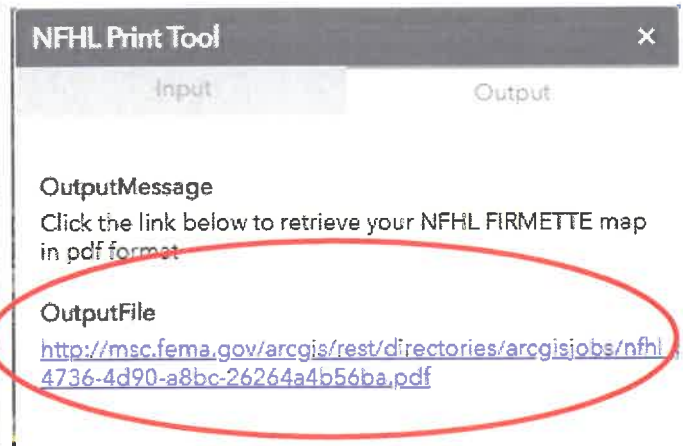 NFHL Print Tool ×
Input Output
OutputMessage
Click the link below to retrieve your NFHL FIRMETTE map
in pdf format
OutputFile
http://msc.fema.gov/arcgis/rest/directories/arcgisjobs/nfhl_
4736-4d90-a8bc-26264a4b56ba.pdf